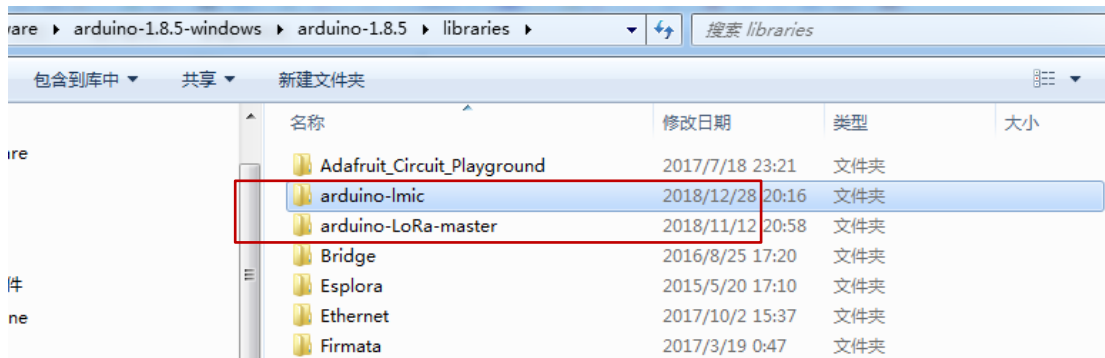 are ▸ arduino-1.8.5-windows ▸ arduino-1.8.5 ▸ libraries ▸ 搜索 libraries
包含到库中 共享 新建文件夹
名称 修改日期 类型 大小
Adafruit_Circuit_Playground 2017/7/18 23:21 文件夹
arduino-lmic 2018/12/28 20:16 文件夹
arduino-LoRa-master 2018/11/12 20:58 文件夹
Bridge 2016/8/25 17:20 文件夹
Esplora 2015/5/20 17:10 文件夹
件 Ethernet 2017/10/2 15:37 文件夹
ne Firmata 2017/3/19 0:47 文件夹